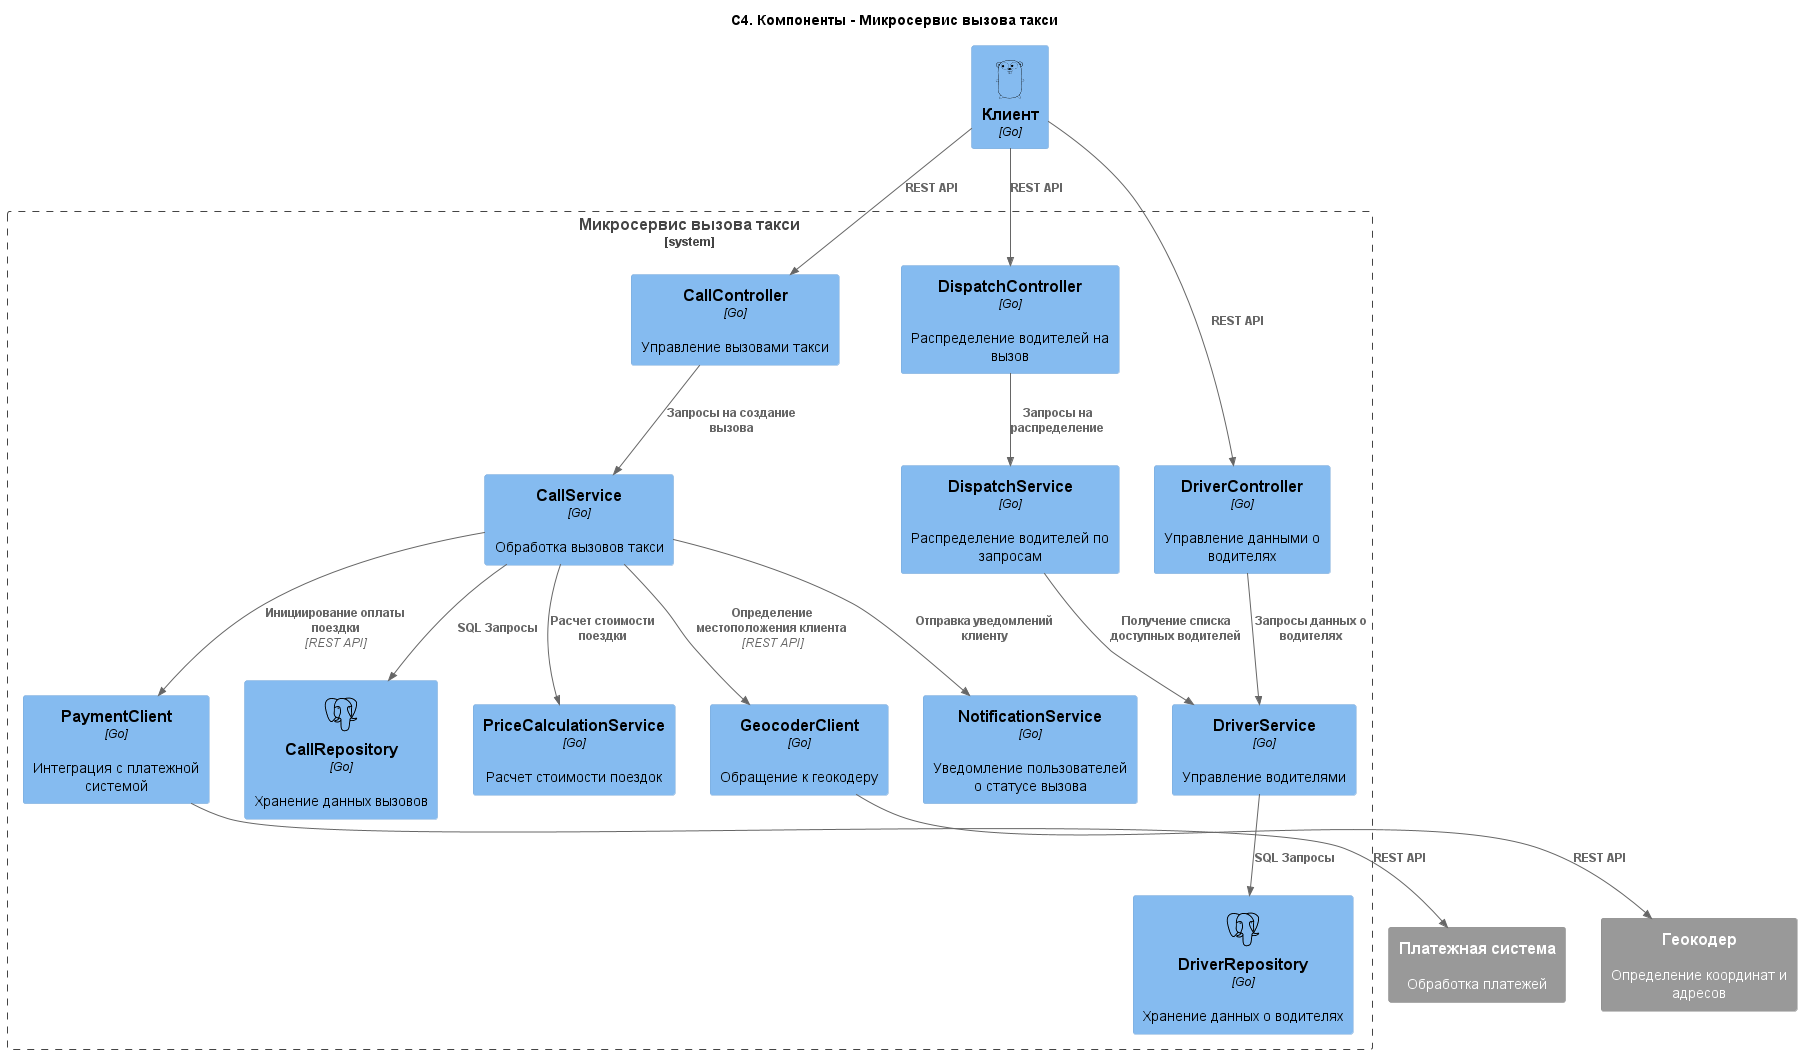 C4. Компоненты - Микросервис вызова такси
Клиент
[Go]
REST API
REST API
REST API
Микросервис вызова такси
[system]
CallController
[Go]
Управление вызовами такси
DispatchController
[Go]
Распределение водителей на
вызов
Запросы на создание
вызова
Запросы на
распределение
CallService
[Go]
Обработка вызовов такси
DispatchService
[Go]
Распределение водителей по
запросам
DriverController
[Go]
Управление данными о
водителях
Инициирование оплаты
поездки
[REST API]
SQL Запросы
Расчет стоимости
поездки
Определение
местоположения клиента
[REST API]
Отправка уведомлений
клиенту
Получение списка
доступных водителей
Запросы данных о
водителях
PaymentClient
[Go]
Интеграция с платежной
системой
CallRepository
[Go]
Хранение данных вызовов
PriceCalculationService
[Go]
Расчет стоимости поездок
GeocoderClient
[Go]
Обращение к геокодеру
NotificationService
[Go]
Уведомление пользователей
о статусе вызова
DriverService
[Go]
Управление водителями
SQL Запросы
REST API
REST API
DriverRepository
[Go]
Хранение данных о водителях
Платежная система
Обработка платежей
Геокодер
Определение координат и
адресов